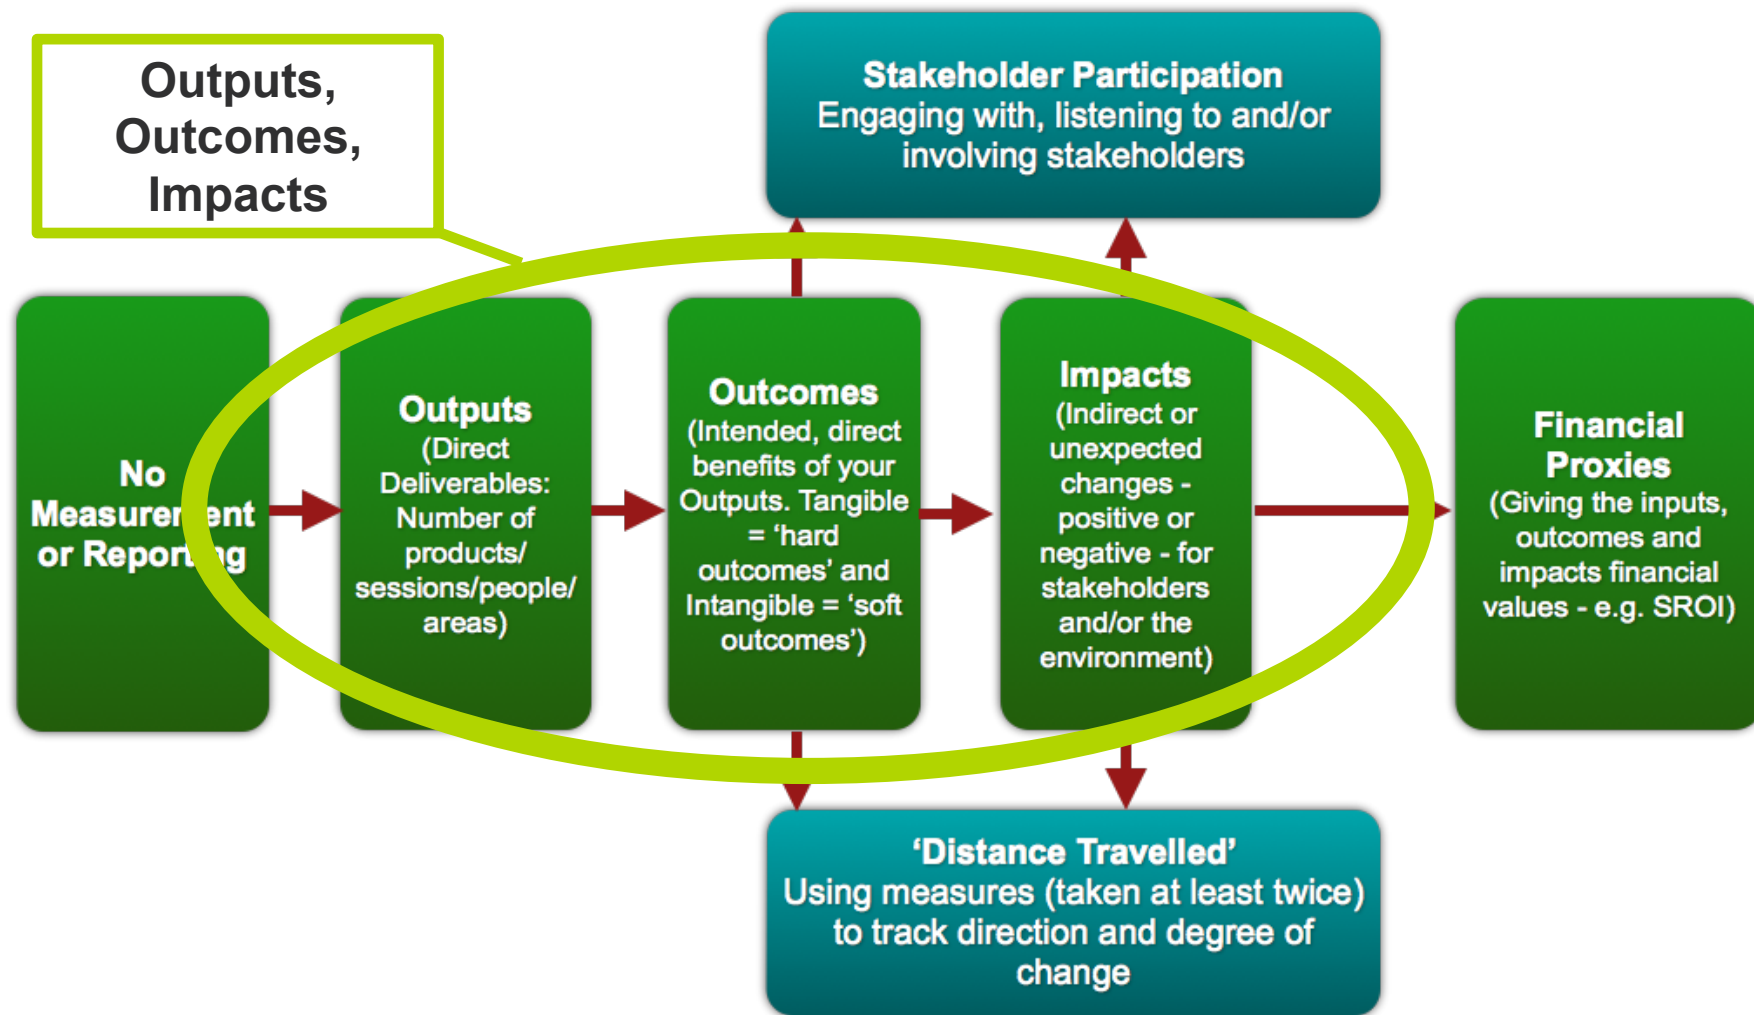 Outputs,
Outcomes,
Impacts
Stakeholder Participation
Engaging with, listening to and/or
involving stakeholders
No
Measurement
or Reporting
Outputs
(Direct
Deliverables:
Number of
products/
sessions/people/
areas)
Outcomes
(Intended, direct
benefits of your
Outputs. Tangible
= ‘hard
outcomes’ and
Intangible = ‘soft
outcomes’)
Impacts
(Indirect or
unexpected
changes -
positive or
negative - for
stakeholders
and/or the
environment)
Financial
Proxies
(Giving the inputs,
outcomes and
impacts financial
values - e.g. SROI)
‘Distance Travelled’
Using measures (taken at least twice)
to track direction and degree of
change